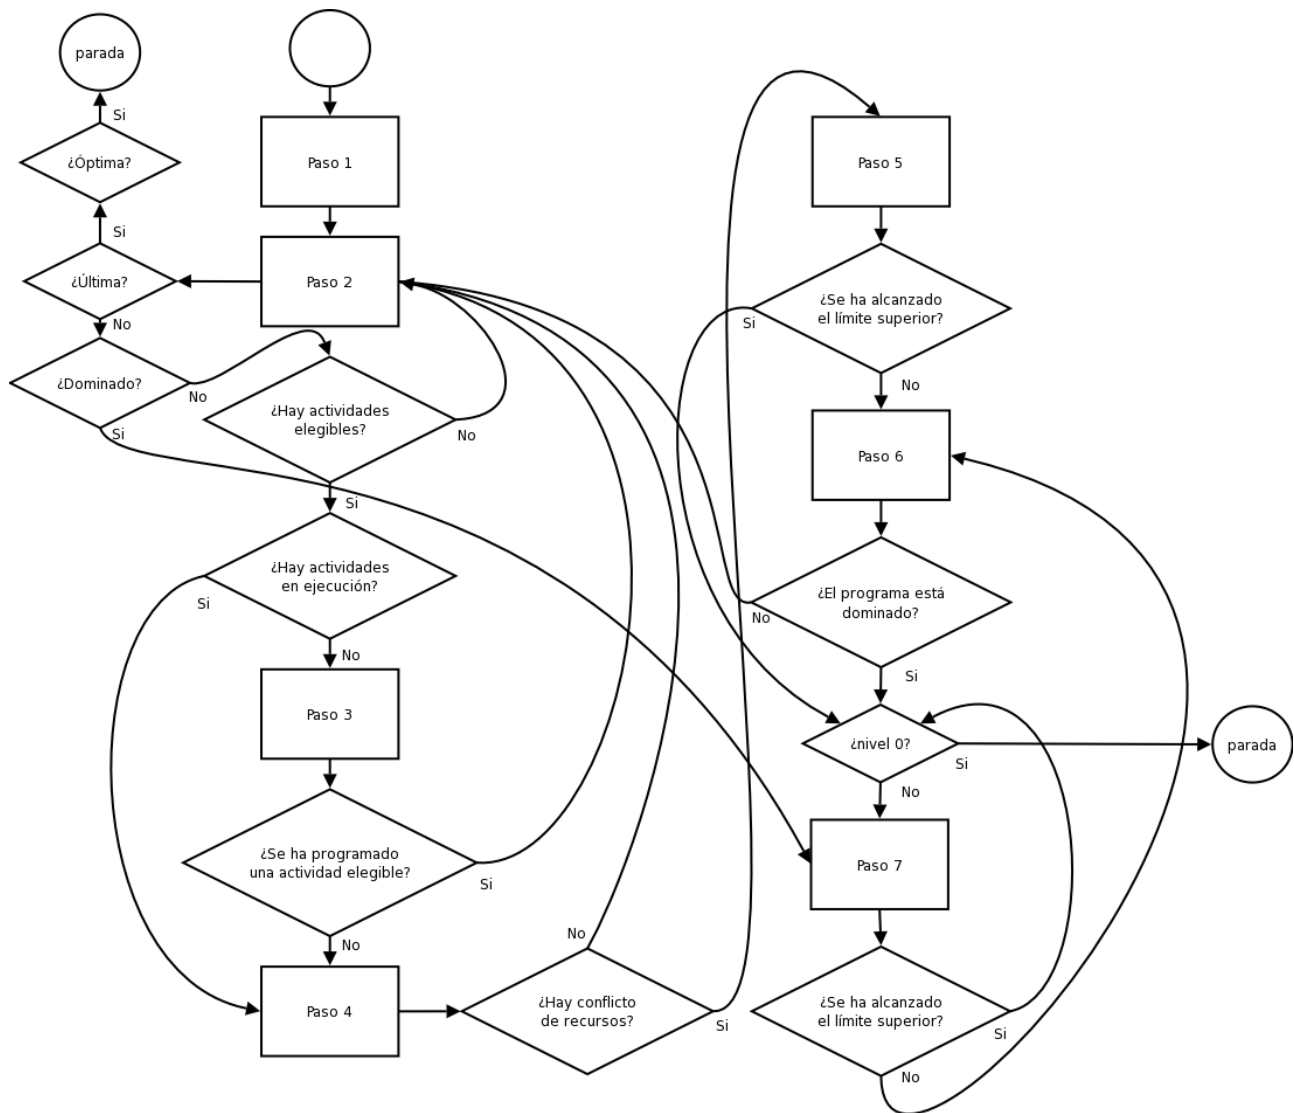 parada
Si
¿Óptima?
Si
¿Última?
No
¿Dominado?
No
Si
Paso 1
Paso 2
¿Hay actividades
elegibles?
No
Si
¿Hay actividades
en ejecución?
Si
No
Paso 3
¿Se ha programado
una actividad elegible?
Si
No
Paso 4
¿Hay conflicto
de recursos?
No
Si
Paso 5
¿Se ha alcanzado
el límite superior?
Si
No
Paso 6
¿El programa está
dominado?
No
Si
¿nivel 0?
Si
parada
No
Paso 7
¿Se ha alcanzado
el límite superior?
Si
No